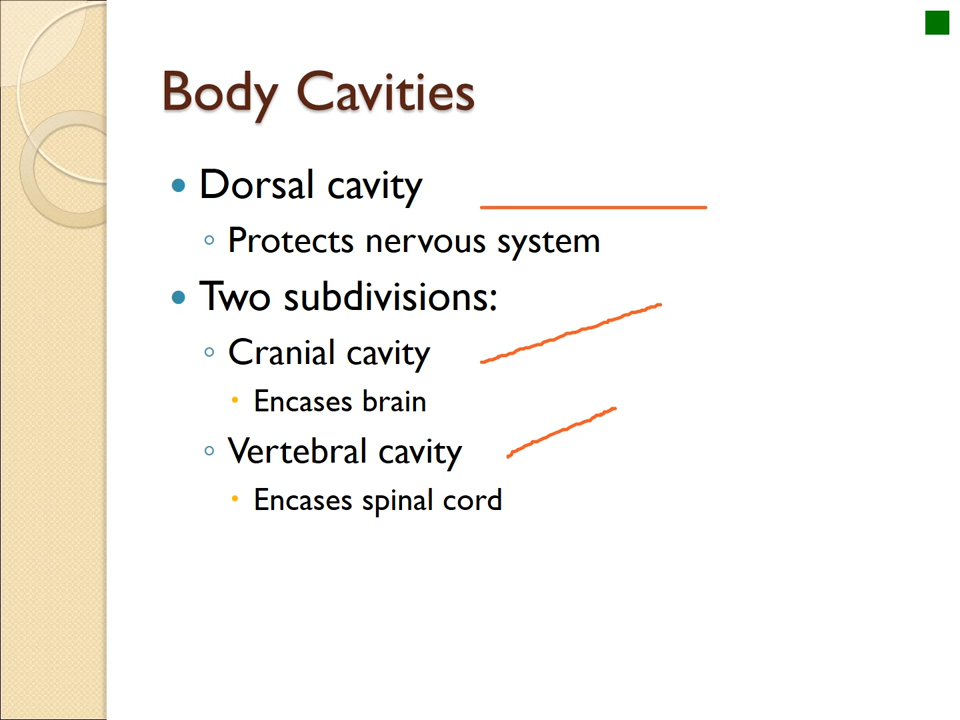 Body Cavities
Dorsal cavity
Protects nervous system
Two subdivisions:
Cranial cavity
Encases brain
Vertebral cavity
Encases spinal cord